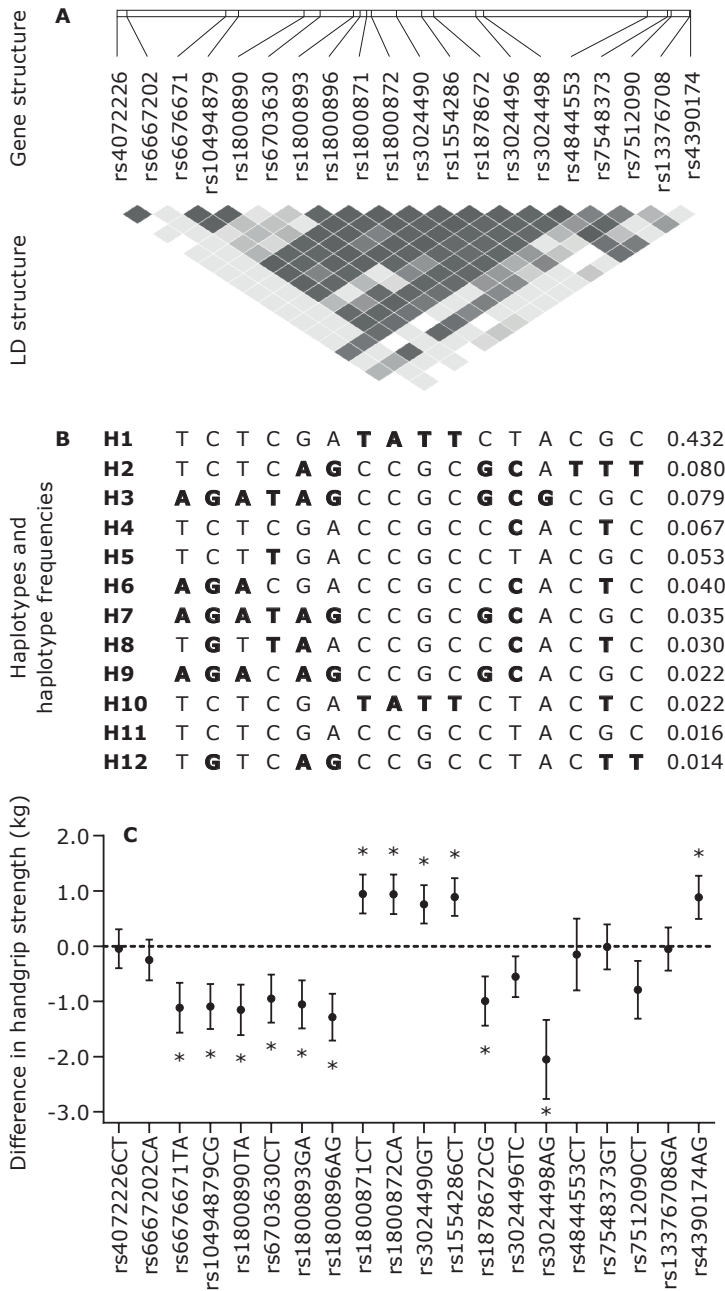 A
Gene structure
rs4072226
rs6667202
rs6676671
rs10494879
rs1800890
rs6703630
rs1800893
rs1800896
rs1800871
rs1800872
rs3024490
rs1554286
rs1878672
rs3024496
rs3024498
rs4844553
rs7548373
rs7512090
rs13376708
rs4390174
LD structure
B
Haplotypes and
haplotype frequencies
H1 T C T C G A T A T T C T A C G C 0.432
H2 T C T C A G C C G C G C A T T T 0.080
H3 A G A T A G C C G C G C G C G C 0.079
H4 T C T C G A C C G C C C A C T C 0.067
H5 T C T T G A C C G C C T A C G C 0.053
H6 A G A C G A C C G C C C A C T C 0.040
H7 A G A T A G C C G C G C A C G C 0.035
H8 T G T T A A C C G C C C A C T C 0.030
H9 A G A C A G C C G C G C A C G C 0.022
H10 T C T C G A T A T T C T A C T C 0.022
H11 T C T C G A C C G C C T A C G C 0.016
H12 T G T C A G C C G C C T A C T T 0.014
C
Difference in handgrip strength (kg)
2.0
1.0
0.0
-1.0
-2.0
-3.0
* * * * * * * * * * * * *
rs4072226CT
rs6667202CA
rs6676671TA
rs10494879CG
rs1800890TA
rs6703630CT
rs1800893GA
rs1800896AG
rs1800871CT
rs1800872CA
rs3024490GT
rs1554286CT
rs1878672CG
rs3024496TC
rs3024498AG
rs4844553CT
rs7548373GT
rs7512090CT
rs13376708GA
rs4390174AG